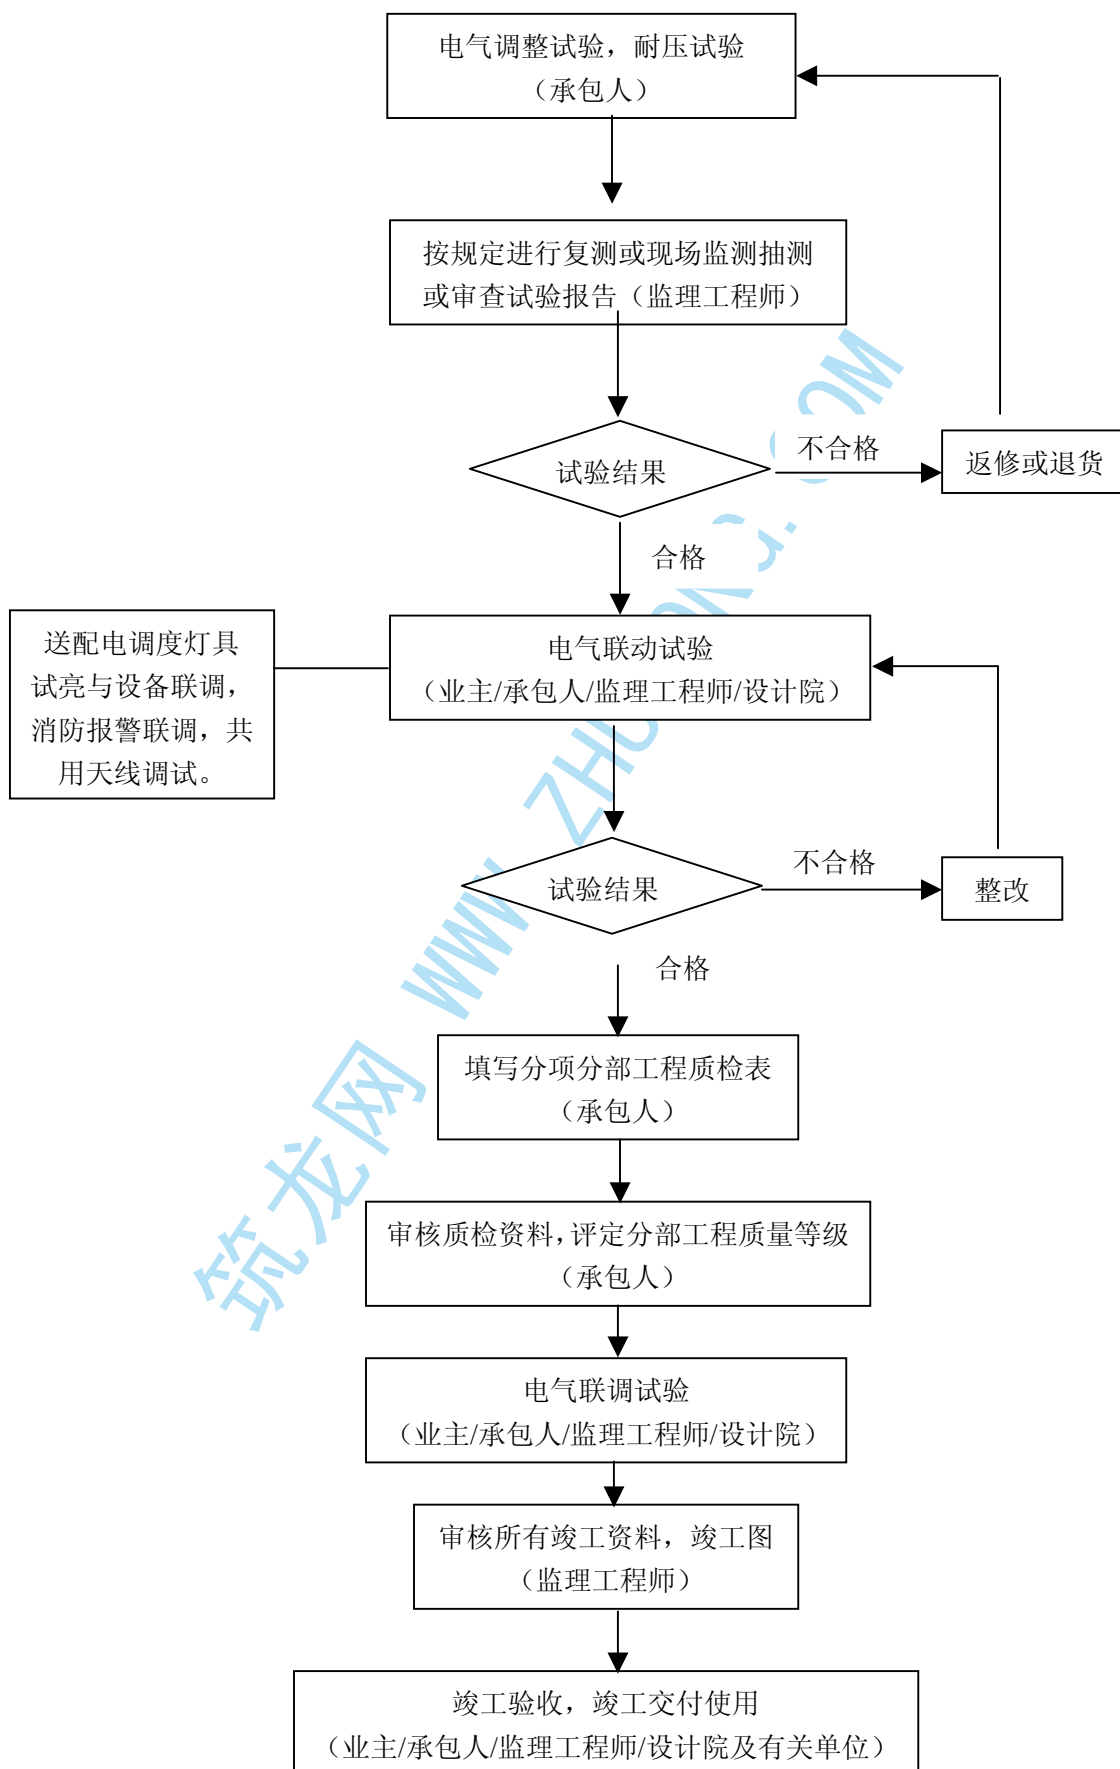 电气调整试验，耐压试验
（承包人）
按规定进行复测或现场监测抽测
或审查试验报告（监理工程师）
试验结果
不合格
返修或退货
合格
送配电调度灯具
试亮与设备联调，
消防报警联调，共
用天线调试。
电气联动试验
（业主/承包人/监理工程师/设计院）
试验结果
不合格
整改
合格
填写分项分部工程质检表
（承包人）
审核质检资料，评定分部工程质量等级
（承包人）
电气联调试验
（业主/承包人/监理工程师/设计院）
审核所有竣工资料，竣工图
（监理工程师）
竣工验收，竣工交付使用
（业主/承包人/监理工程师/设计院及有关单位）
筑龙网 WWW